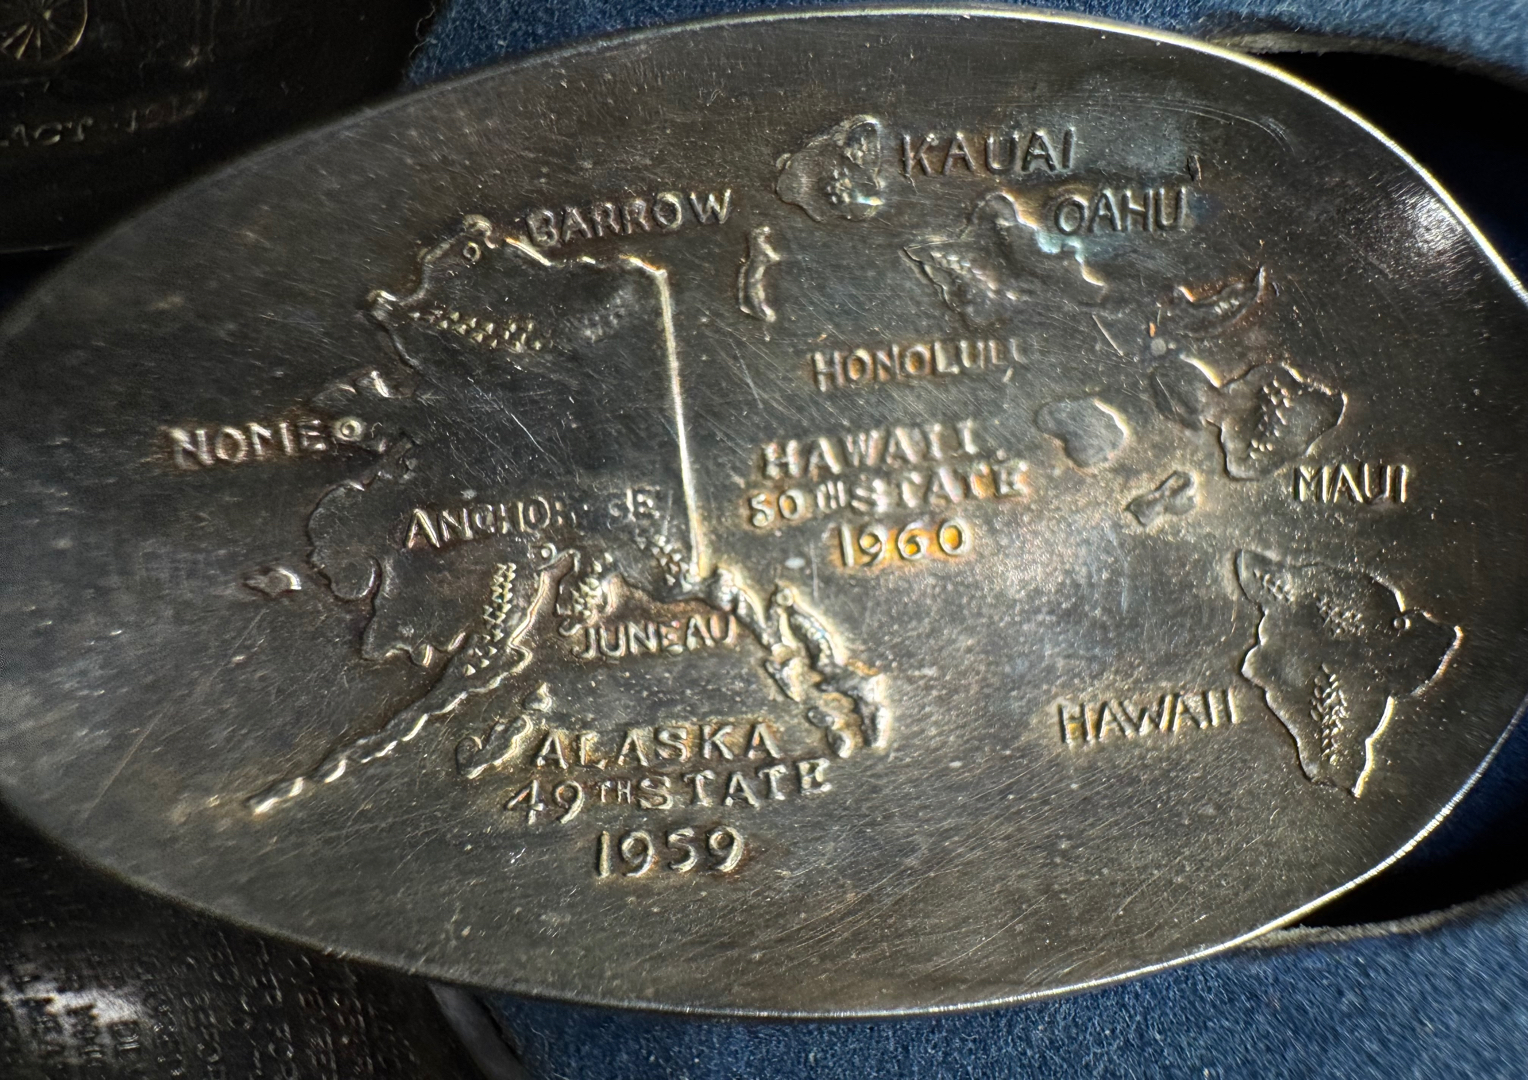 KAUAI
OAHU
BARROW
HONOLULU
NOME
HAWAII
50TH STATE
1960
MAUI
ANCHORAGE
JUNEAU
HAWAII
ALASKA
49TH STATE
1959